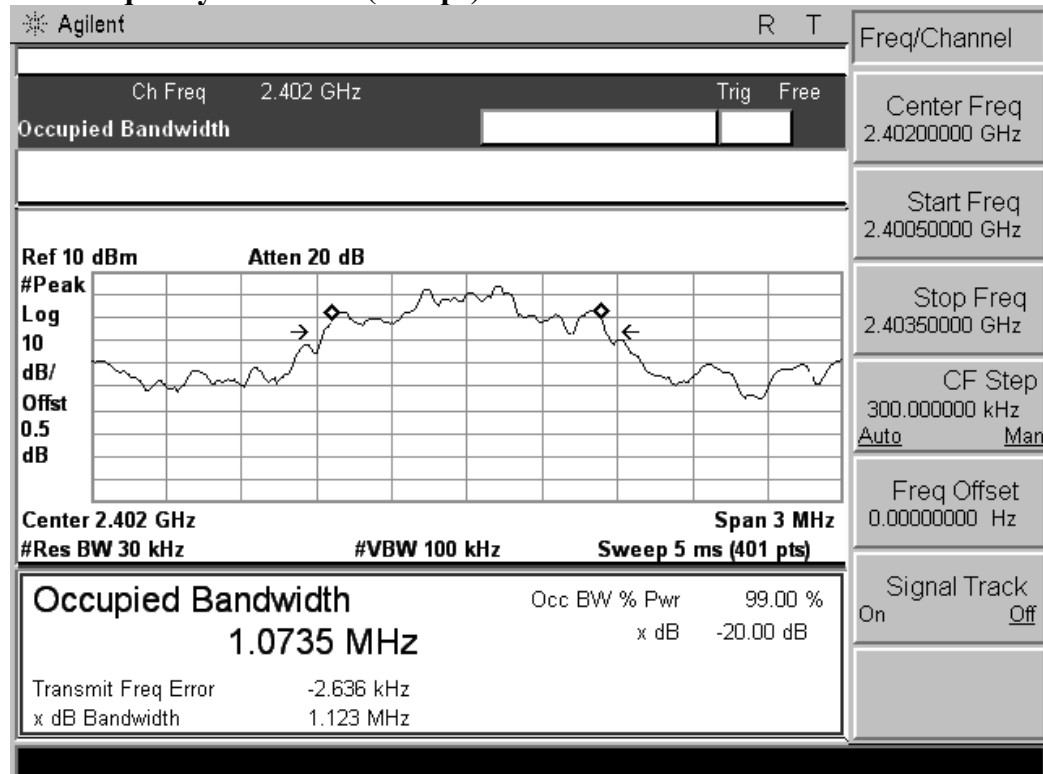 Agilent R T
Freq/Channel
Ch Freq 2.402 GHz Trig Free
Occupied Bandwidth
Center Freq
2.40200000 GHz
Start Freq
2.40050000 GHz
Stop Freq
2.40350000 GHz
CF Step
300.000000 kHz
Auto Man
Freq Offset
0.00000000 Hz
Signal Track
On Off
Ref 10 dBm Atten 20 dB
#Peak
Log
10
dB/
Offst
0.5
dB
Center 2.402 GHz Span 3 MHz
#Res BW 30 kHz #VBW 100 kHz Sweep 5 ms (401 pts)
Occupied Bandwidth
1.0735 MHz
Occ BW % Pwr 99.00 %
x dB -20.00 dB
Transmit Freq Error -2.636 kHz
x dB Bandwidth 1.123 MHz